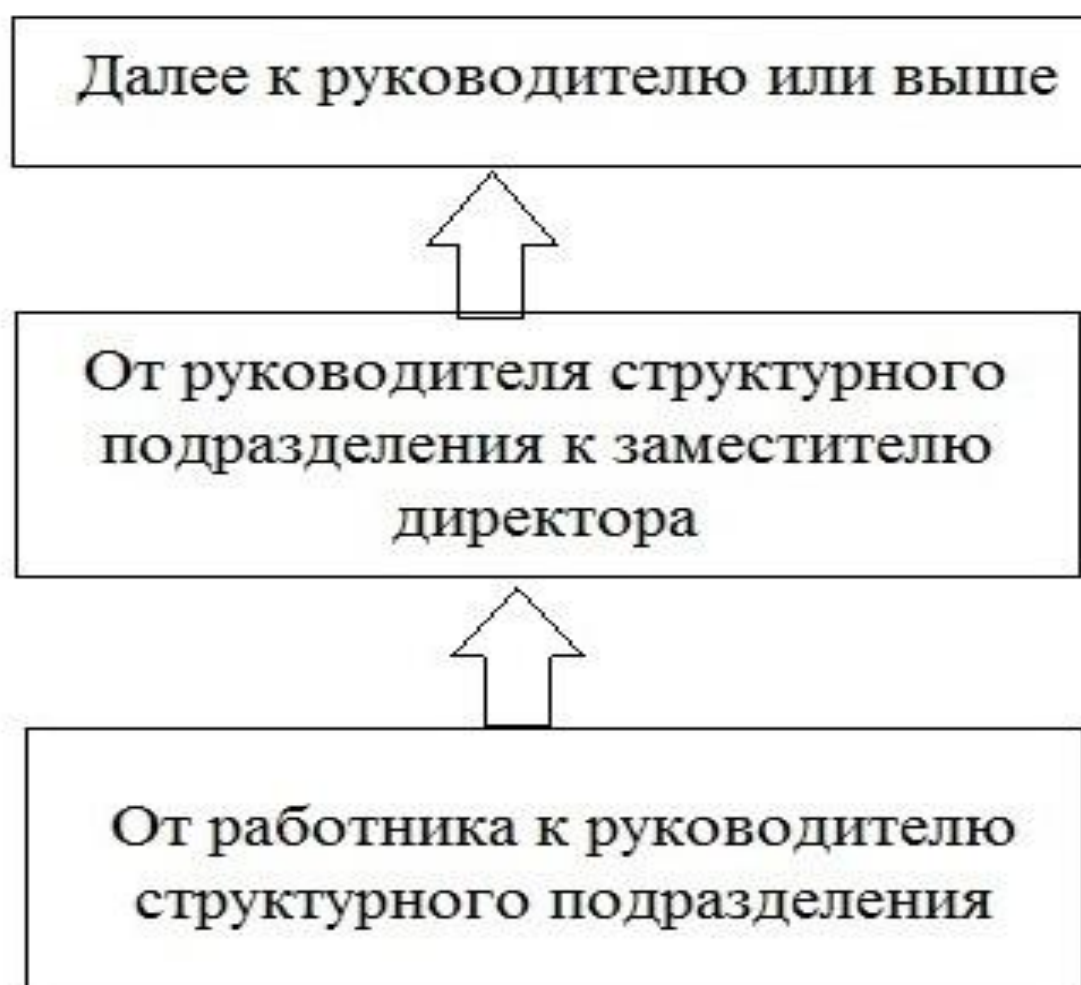 Далее к руководителю или выше
От руководителя структурного
подразделения к заместителю
директора
От работника к руководителю
структурного подразделения